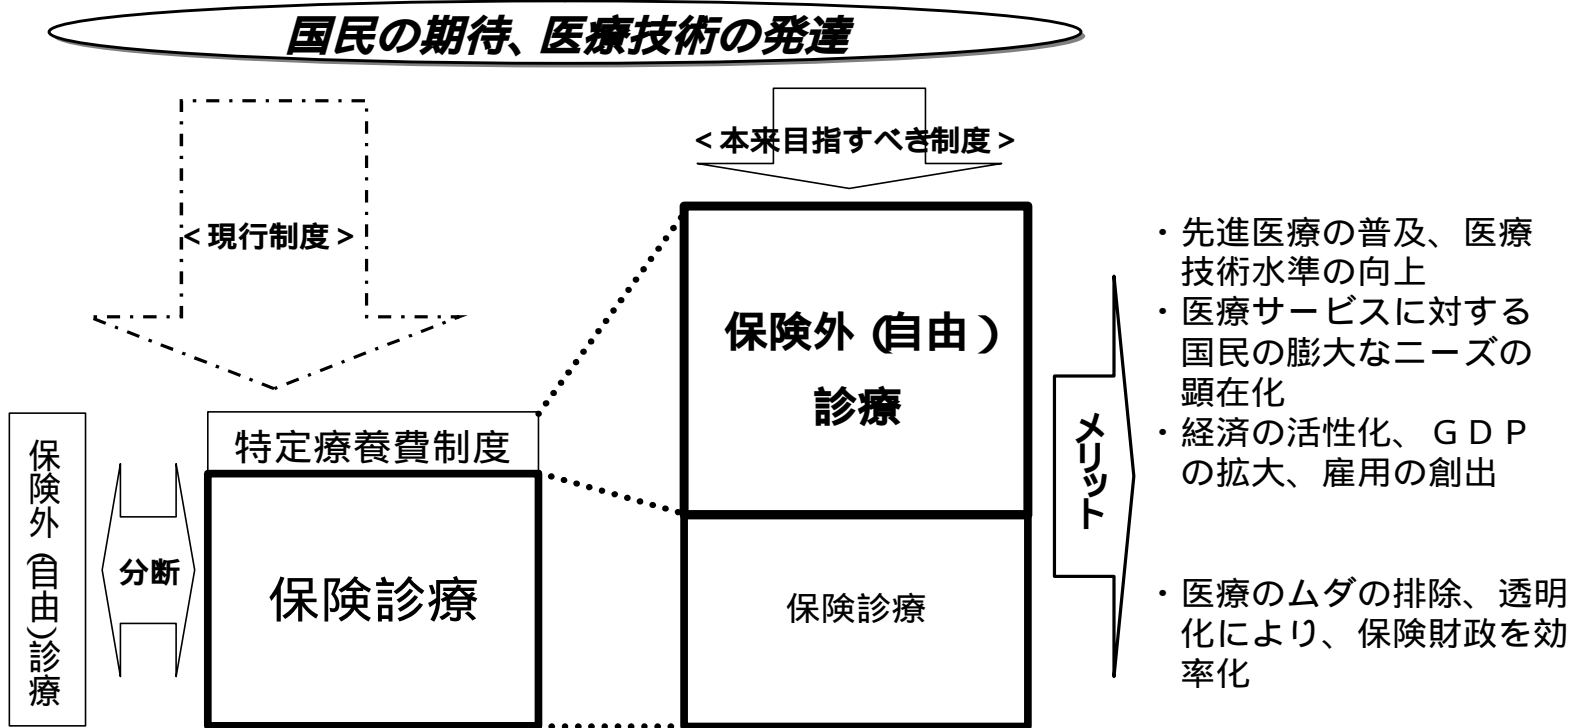 国民の期待、医療技術の発達
<本来目指すべき制度>
<現行制度>
保険外(自由)診療
分断
特定療養費制度
保険診療
保険外(自由)
診療
保険診療
メリット
・先進医療の普及、医療
技術水準の向上
・医療サービスに対する
国民の膨大なニーズの
顕在化
・経済の活性化、GDP
の拡大、雇用の創出
・医療のムダの排除、透明
化により、保険財政を効
率化